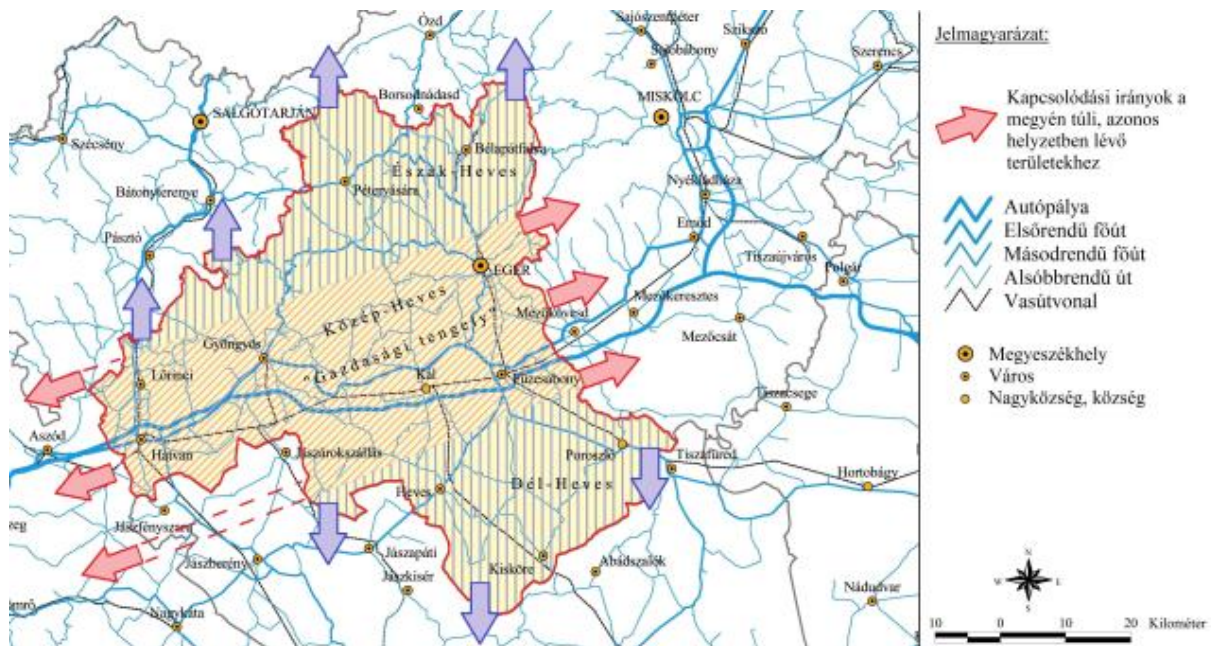 Ózd
Sajószentpéter
Szikszó
Szerencs
Sajóbábony
Borsodnádasd
MISKOLC
SALGÓTARJÁN
Szécsény
Bélapátfalva
Észak-Heves
Pétervására
Bátonyterenye
Nyékládháza
Pásztó
Emőd
Tiszaújváros
EGER
Polgár
Közép-Heves
Mezőkeresztes
Mezőkövesd
Mezőcsát
Gyöngyös
"Gazdasági tengely"
Kál
Füzesabony
Lőrinci
Tiszacsege
Aszód
Hatvan
Jászárokszállás
Poroszló
Tiszafüred
Hortobágy
Heves
Dél-Heves
Jászfényszaru
Jászberény
Jászapáti
Kisköre
Abádszalók
Jászkisér
Nádudvar
Nagykáta
Jelmagyarázat:
Kapcsolódási irányok a
megyén túli, azonos
helyzetben lévő
területekhez
Autópálya
Elsőrendű főút
Másodrendű főút
Alsóbbrendű út
Vasútvonal
Megyeszékhely
Város
Nagyközség, község
N
W E
S
10 0 10 20 Kilométer